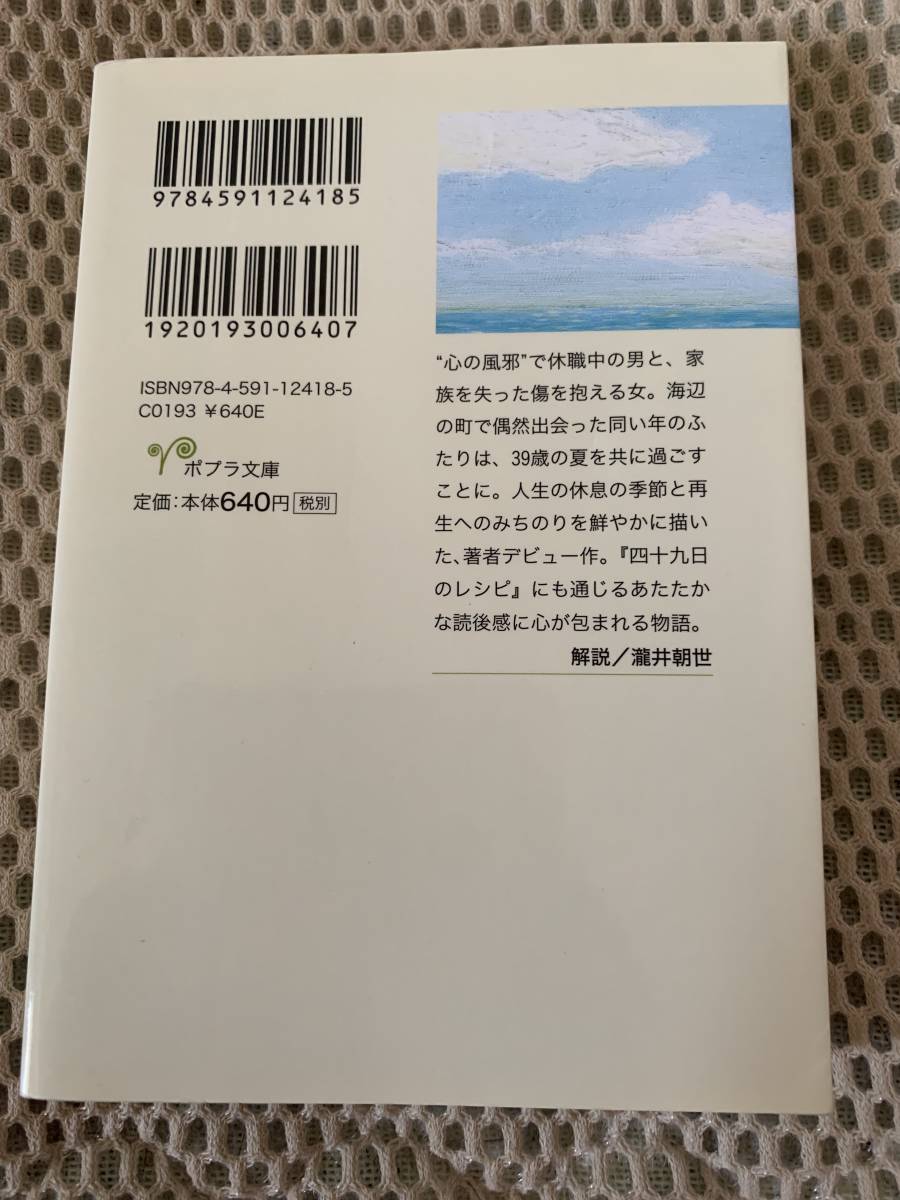 9784591124185
1920193006407
ISBN978-4-591-12418-5
C0193 ¥640E
ポプラ文庫
定価：本体640円 税別
“心の風邪”で休職中の男と、家
族を失った傷を抱える女。海辺
の町で偶然出会った同い年のふ
たりは、39歳の夏を共に過ごす
ことに。人生の休息の季節と再
生へのみちのりを鮮やかに描い
た、著者デビュー作。『四十九日
のレシピ』にも通じるあたたか
な読後感に心が包まれる物語。
解説／瀧井朝世